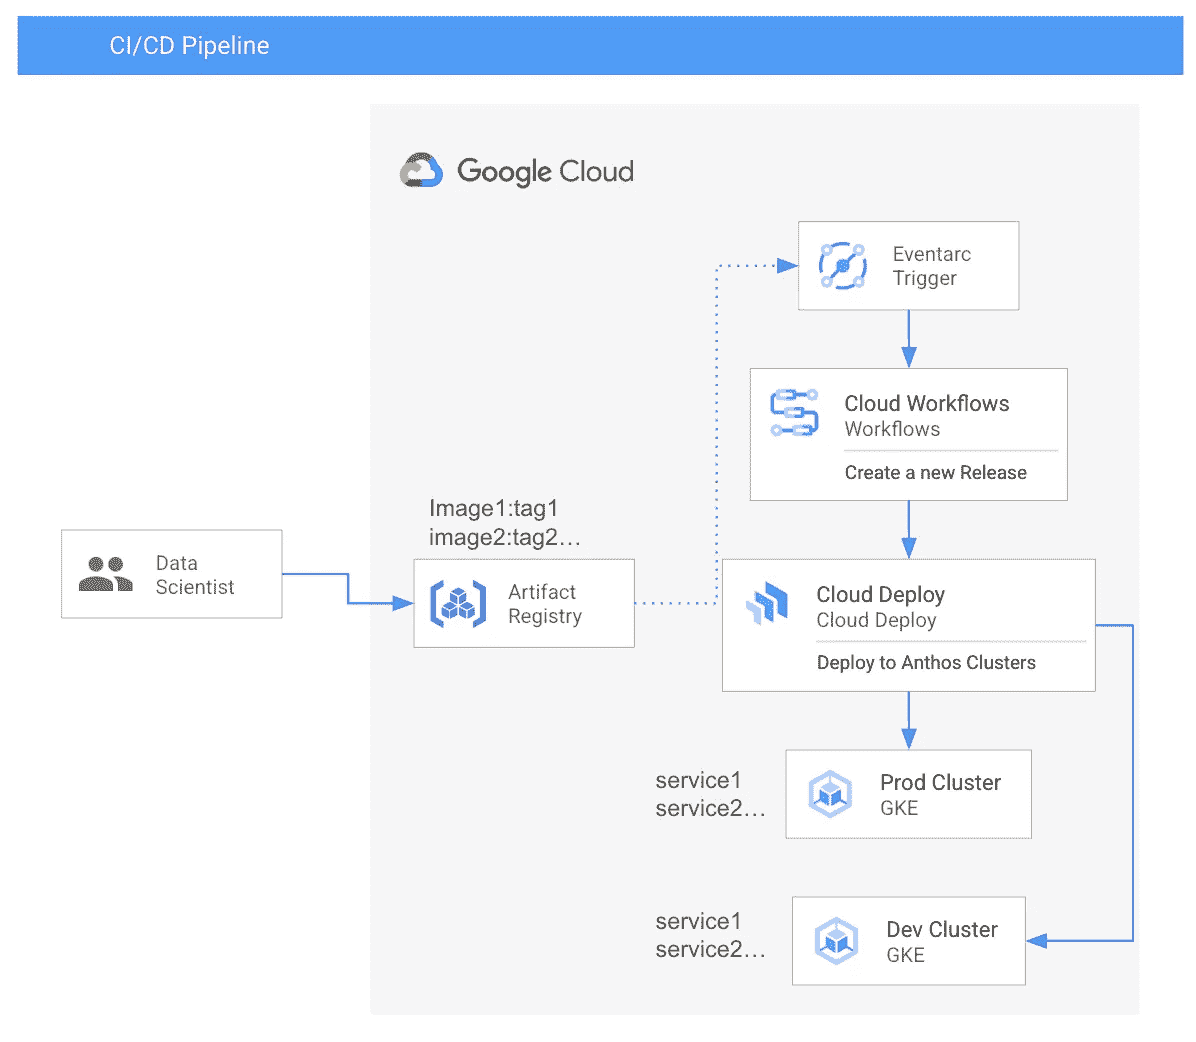 CI/CD Pipeline
Google Cloud
Eventarc
Trigger
Cloud Workflows
Workflows
Create a new Release
Image1:tag1
image2:tag2...
Data
Scientist
Artifact
Registry
Cloud Deploy
Cloud Deploy
Deploy to Anthos Clusters
service1
service2...
Prod Cluster
GKE
service1
service2...
Dev Cluster
GKE